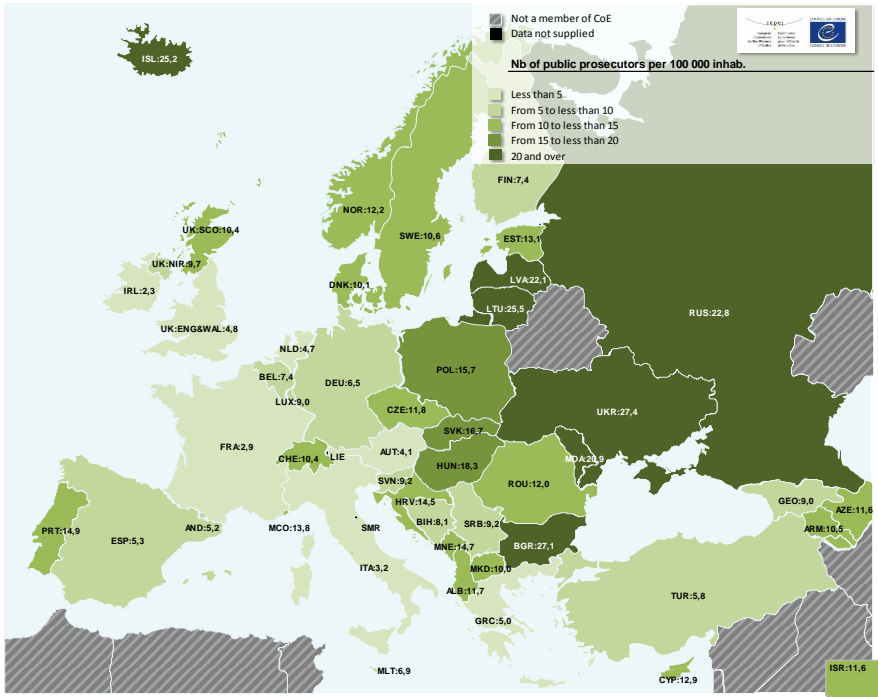 Not a member of CoE
Data not supplied
Nb of public prosecutors per 100 000 inhab.
Less than 5
From 5 to less than 10
From 10 to less than 15
From 15 to less than 20
20 and over
cepej
COUNCIL OF EUROPE
CONSEIL DE L'EUROPE
ISL:25,2
FIN:7,4
NOR:12,2
UK:SCO:10,4
SWE:10,6
EST:13,1
UK:NIR:9,7
LVA:22,1
DNK:10,1
IRL:2,3
LTU:25,5
RUS:22,8
UK:ENG&WAL:4,8
NLD:4,7
POL:15,7
BEL:7,4
DEU:6,5
LUX:9,0
CZE:11,8
UKR:27,4
SVK:16,7
FRA:2,9
AUT:4,1
CHE:10,4
LIE
HUN:18,3
MDA:20,9
SVN:9,2
ROU:12,0
HRV:14,5
GEO:9,0
AZE:11,6
BIH:8,1
SRB:9,2
ARM:10,5
PRT:14,9
AND:5,2
MCO:13,8
SMR
ESP:5,3
MNE:14,7
BGR:27,1
ITA:3,2
MKD:10,0
ALB:11,7
TUR:5,8
GRC:5,0
MLT:6,9
CYP:12,9
ISR:11,6